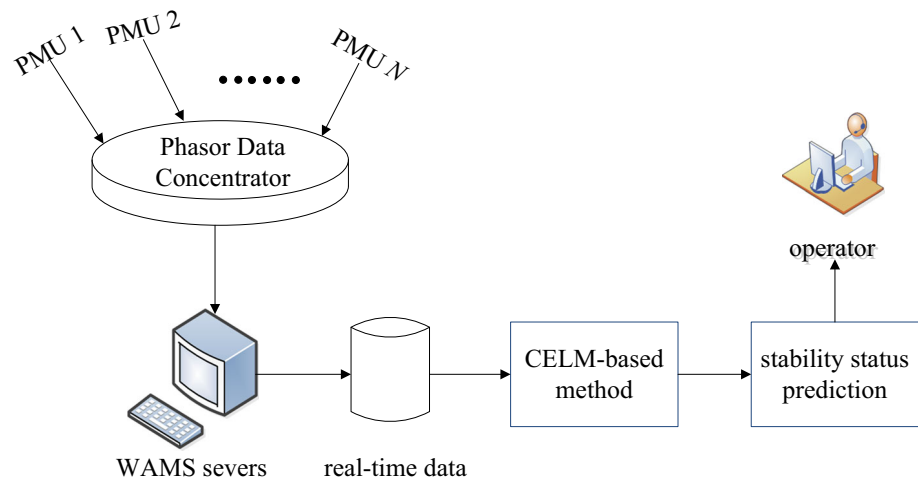 PMU 1
PMU 2
PMU N
Phasor Data
Concentrator
operator
CELM-based
method
stability status
prediction
WAMS severs
real-time data